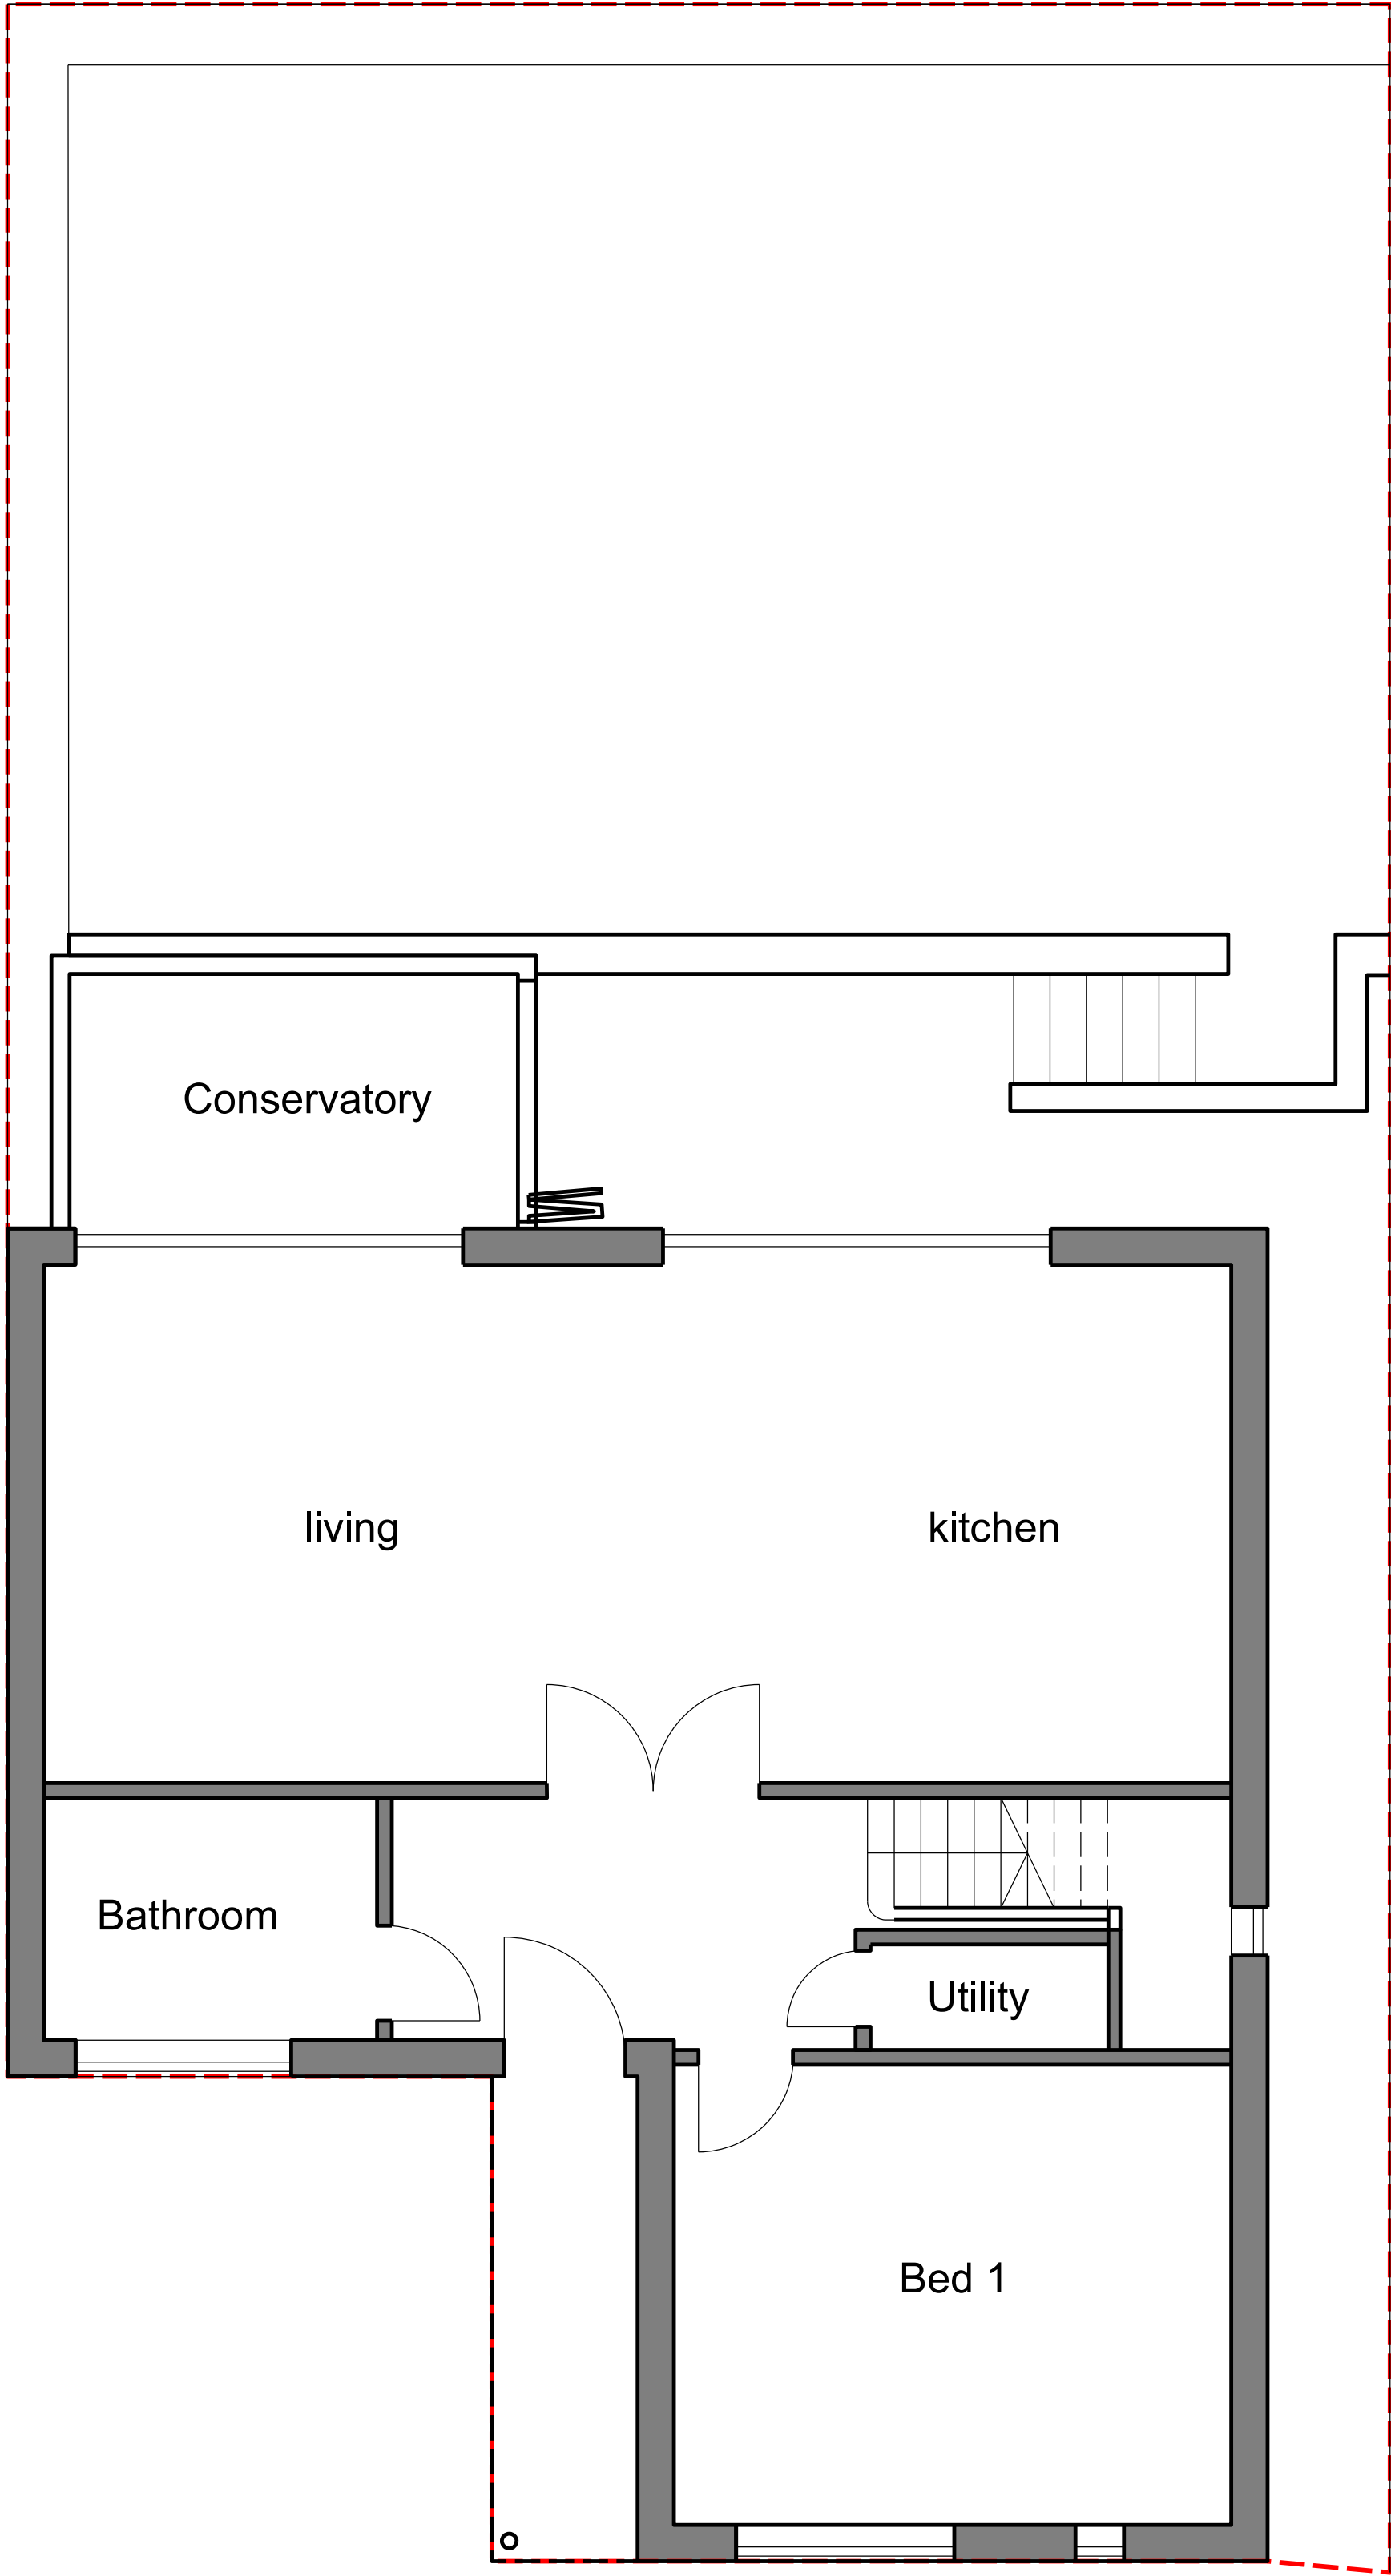 Conservatory
living
kitchen
Bathroom
Utility
Bed 1